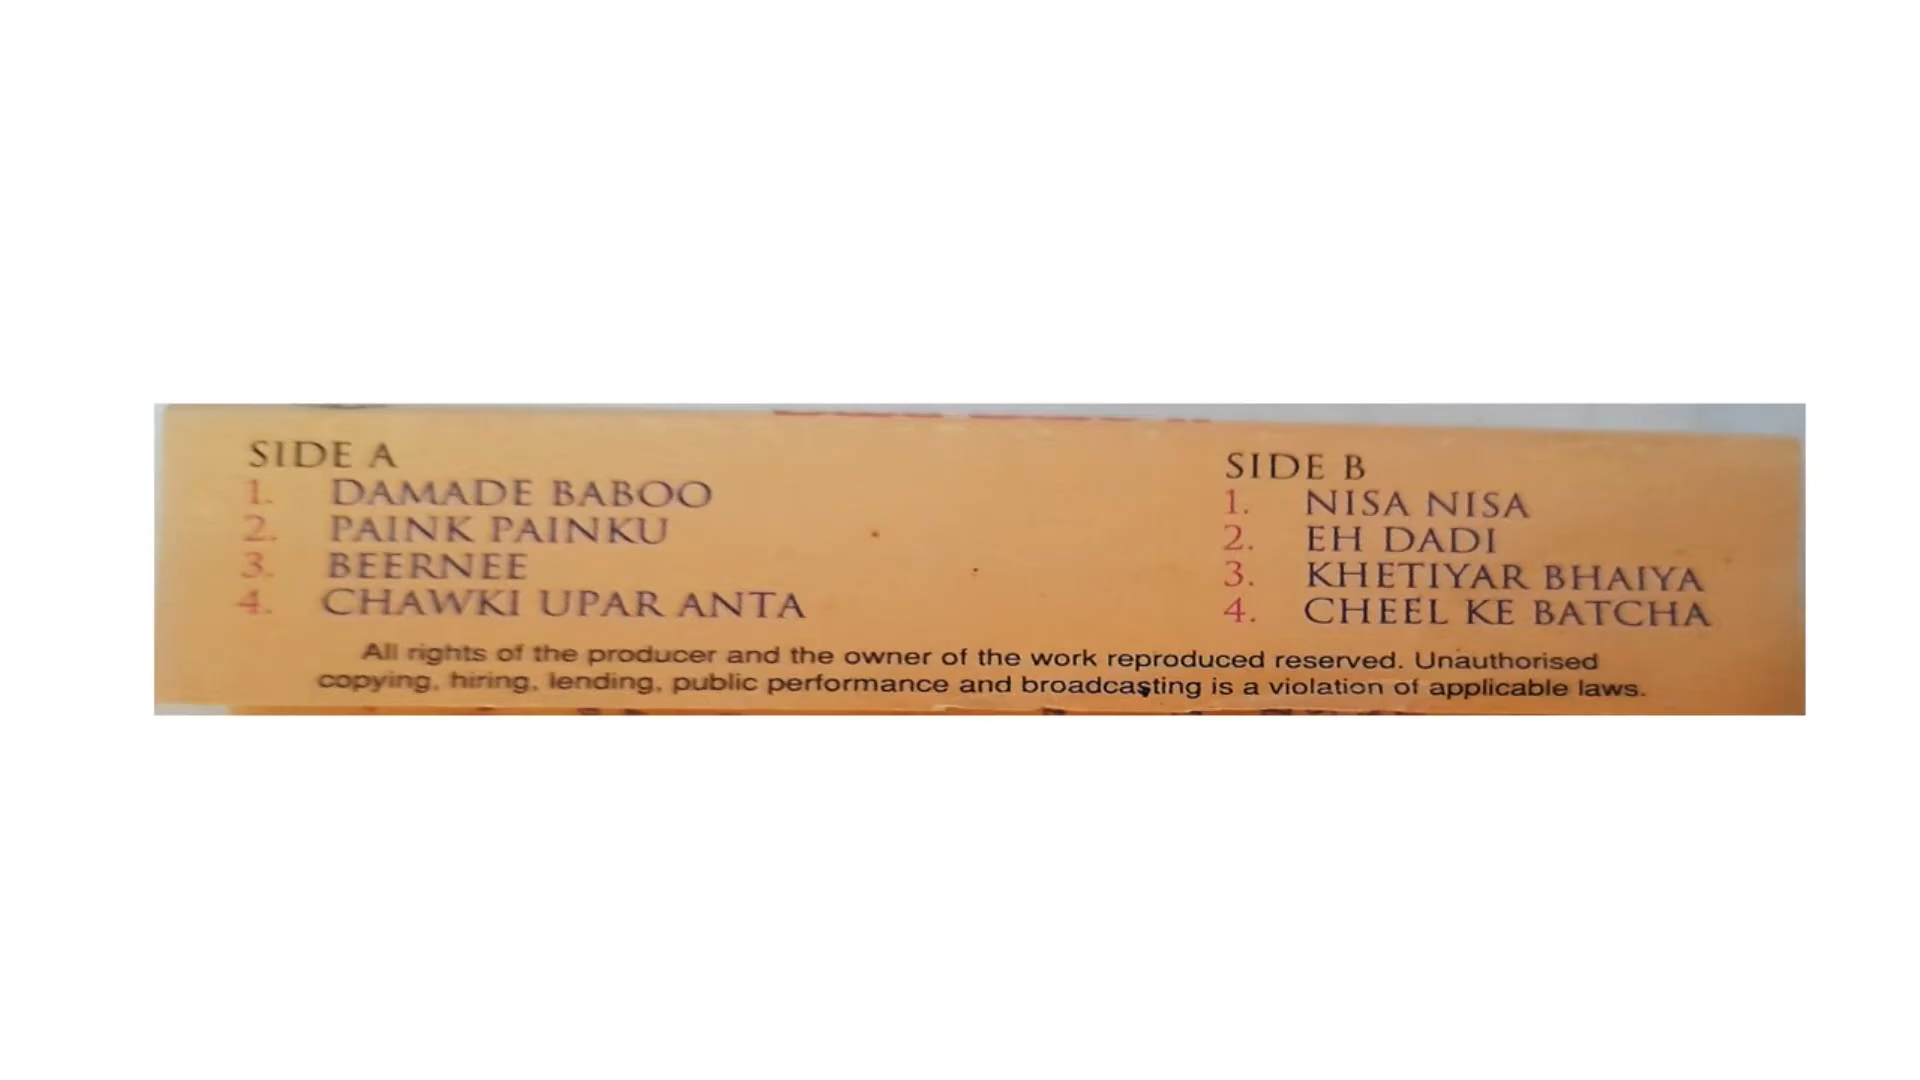 SIDE A
1. DAMADE BABOO
2. PAINK PAINKU
3. BEERNEE
4. CHAWKI UPAR ANTA
SIDE B
1. NISA NISA
2. EH DADI
3. KHETIYAR BHAIYA
4. CHEEL KE BATCHA
All rights of the producer and the owner of the work reproduced reserved. Unauthorised
copying, hiring, lending, public performance and broadcasting is a violation of applicable laws.